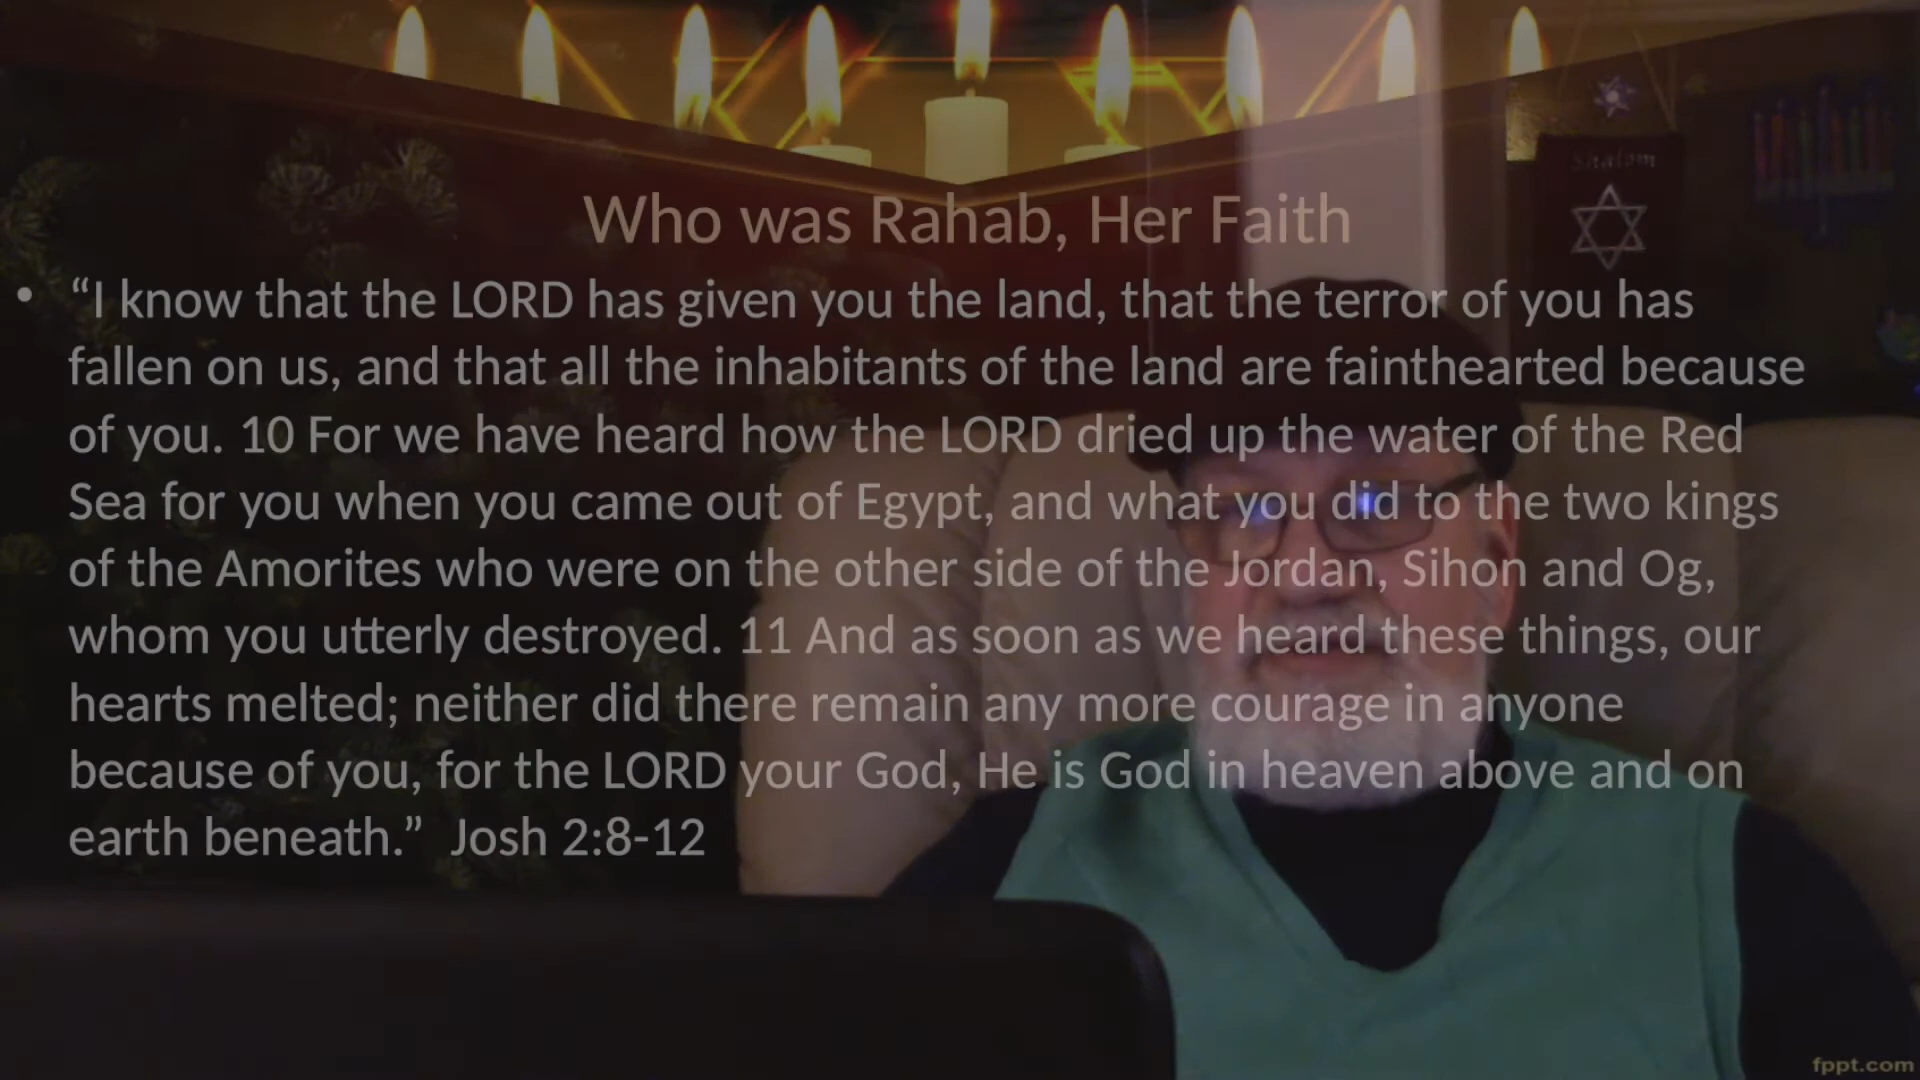 Shalom
Who was Rahab, Her Faith
• “I know that the LORD has given you the land, that the terror of you has
fallen on us, and that all the inhabitants of the land are fainthearted because
of you. 10 For we have heard how the LORD dried up the water of the Red
Sea for you when you came out of Egypt, and what you did to the two kings
of the Amorites who were on the other side of the Jordan, Sihon and Og,
whom you utterly destroyed. 11 And as soon as we heard these things, our
hearts melted; neither did there remain any more courage in anyone
because of you, for the LORD your God, He is God in heaven above and on
earth beneath.” Josh 2:8-12
fppt.com